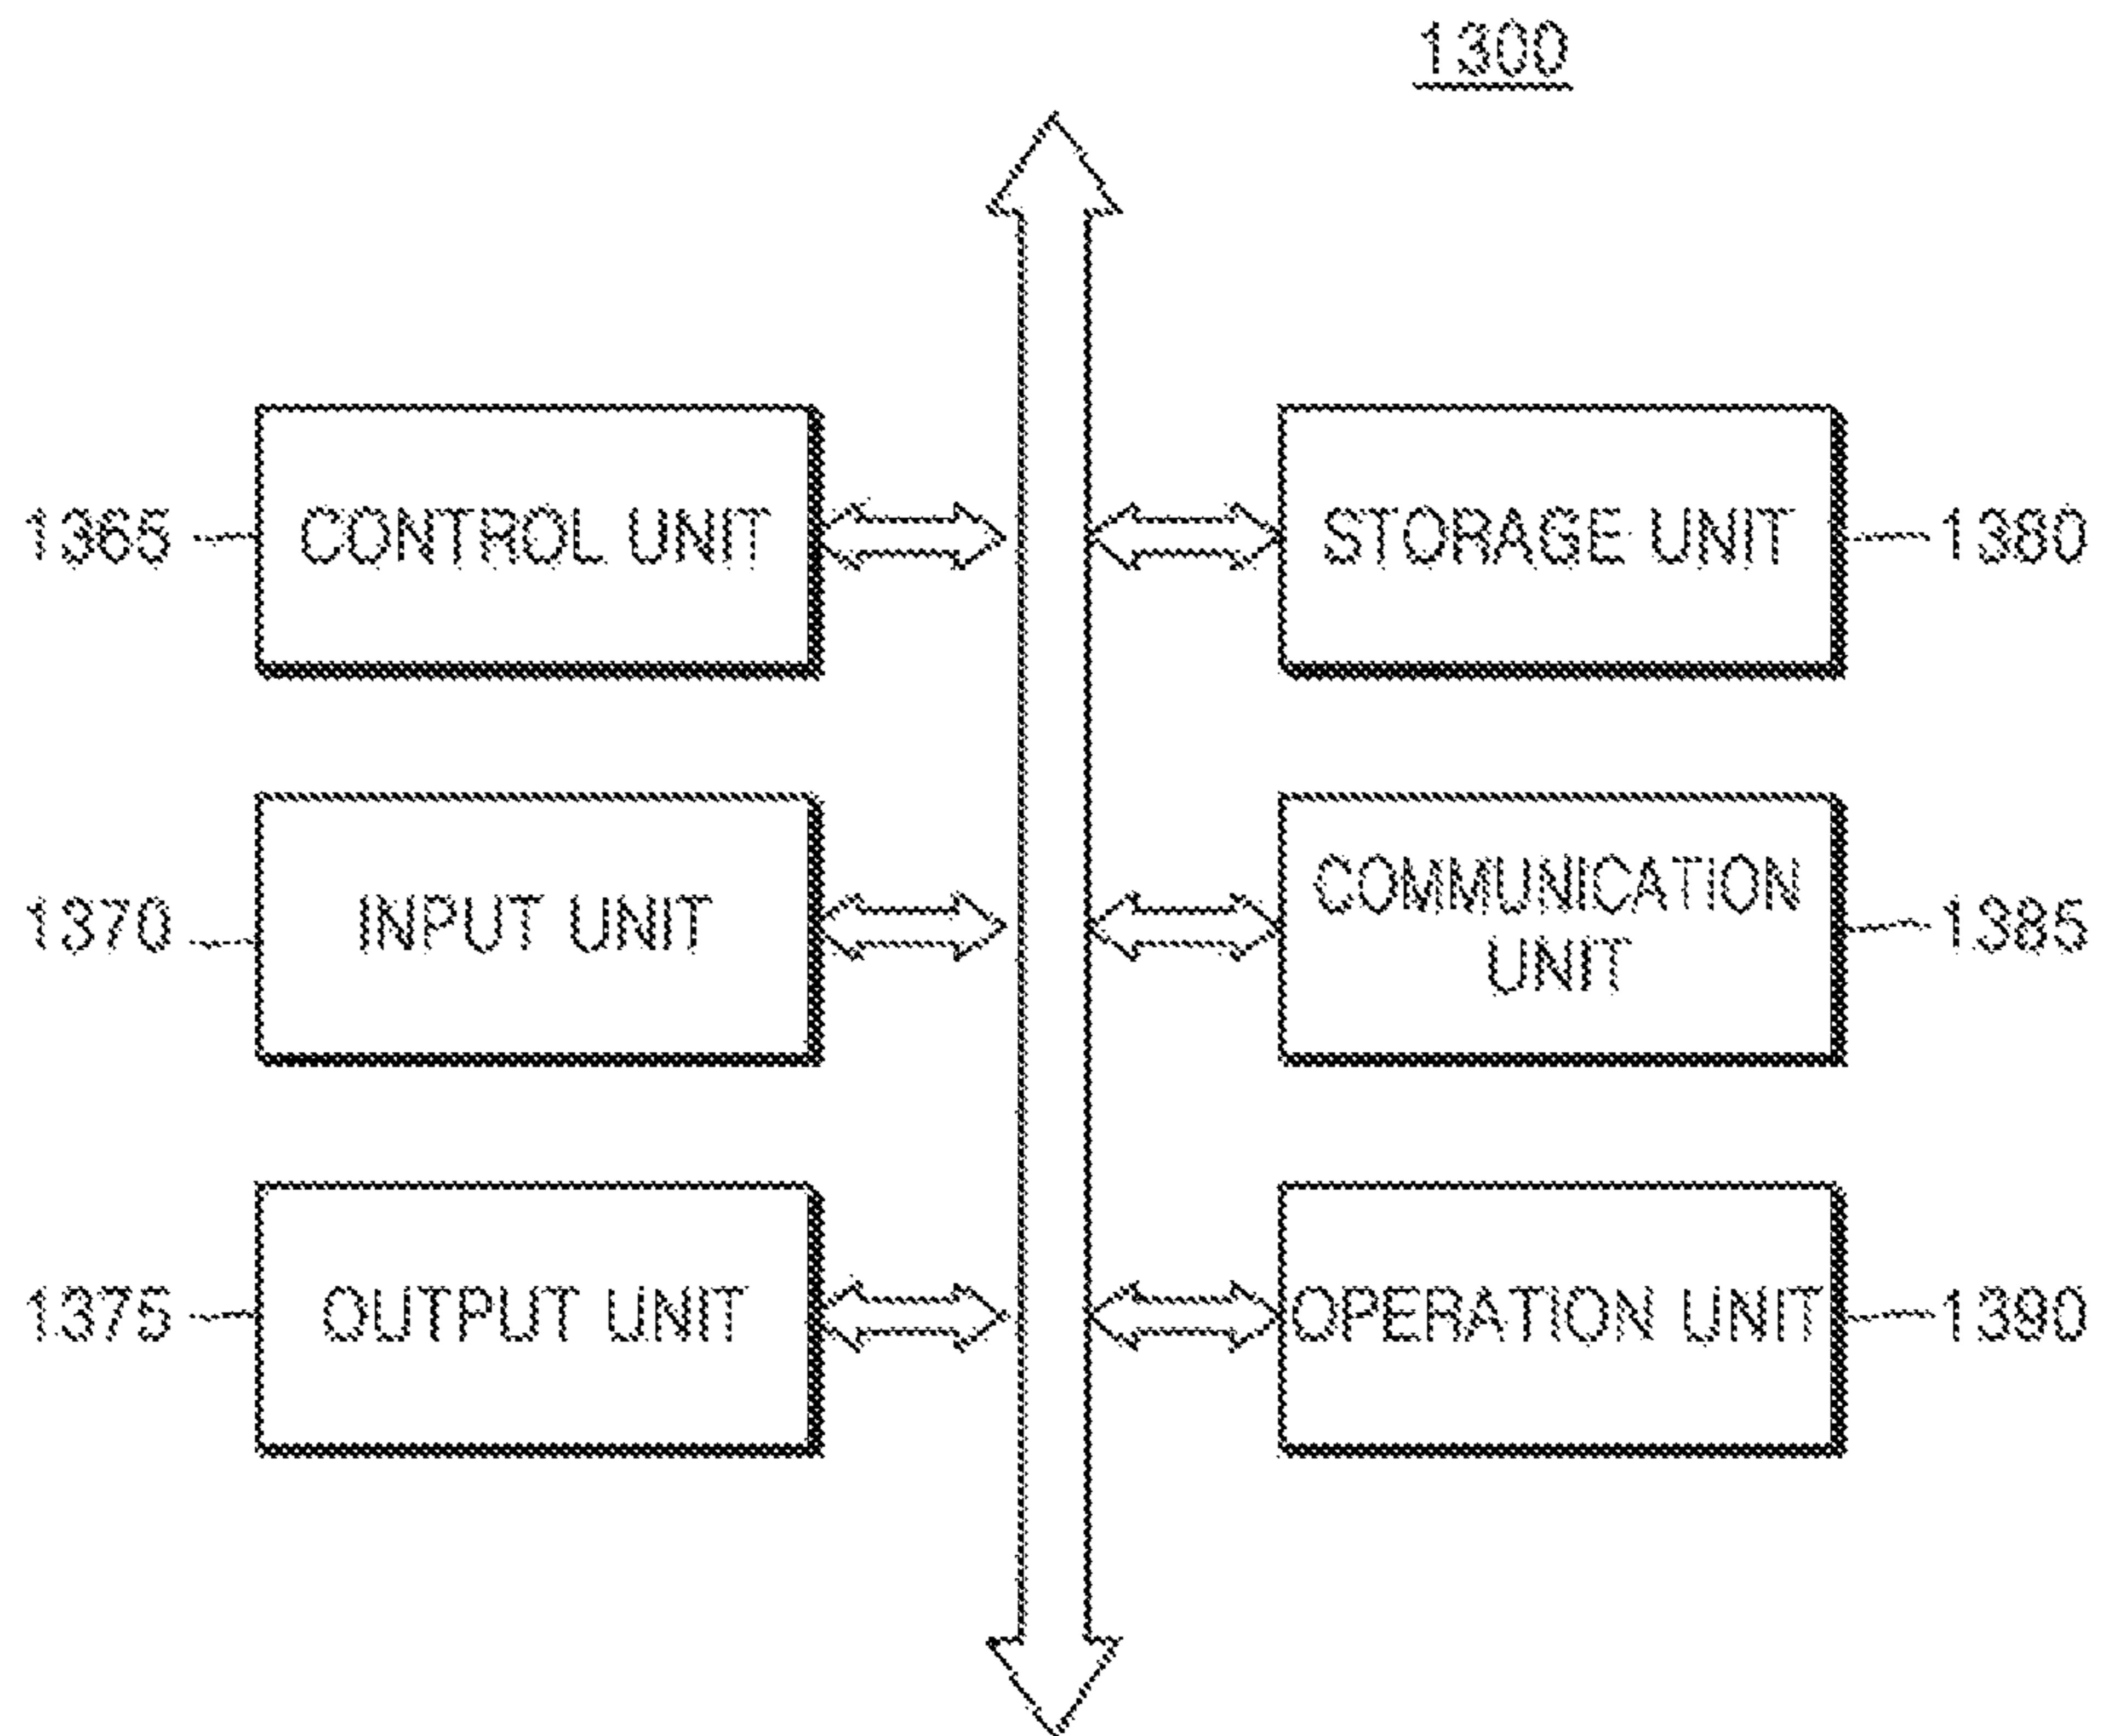 1300
1365 CONTROL UNIT
STORAGE UNIT 1380
1370 INPUT UNIT
COMMUNICATION
UNIT
1385
1375 OUTPUT UNIT
OPERATION UNIT 1390